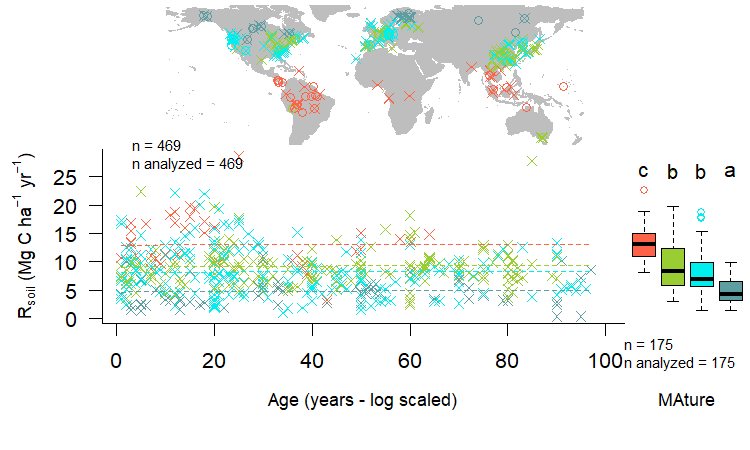 n = 469
n analyzed = 469
R soil (Mg C ha⁻¹ yr⁻¹)
25
20
15
10
5
0
0 20 40 60 80 100
Age (years - log scaled)
c b b a
n = 175
n analyzed = 175
MAture